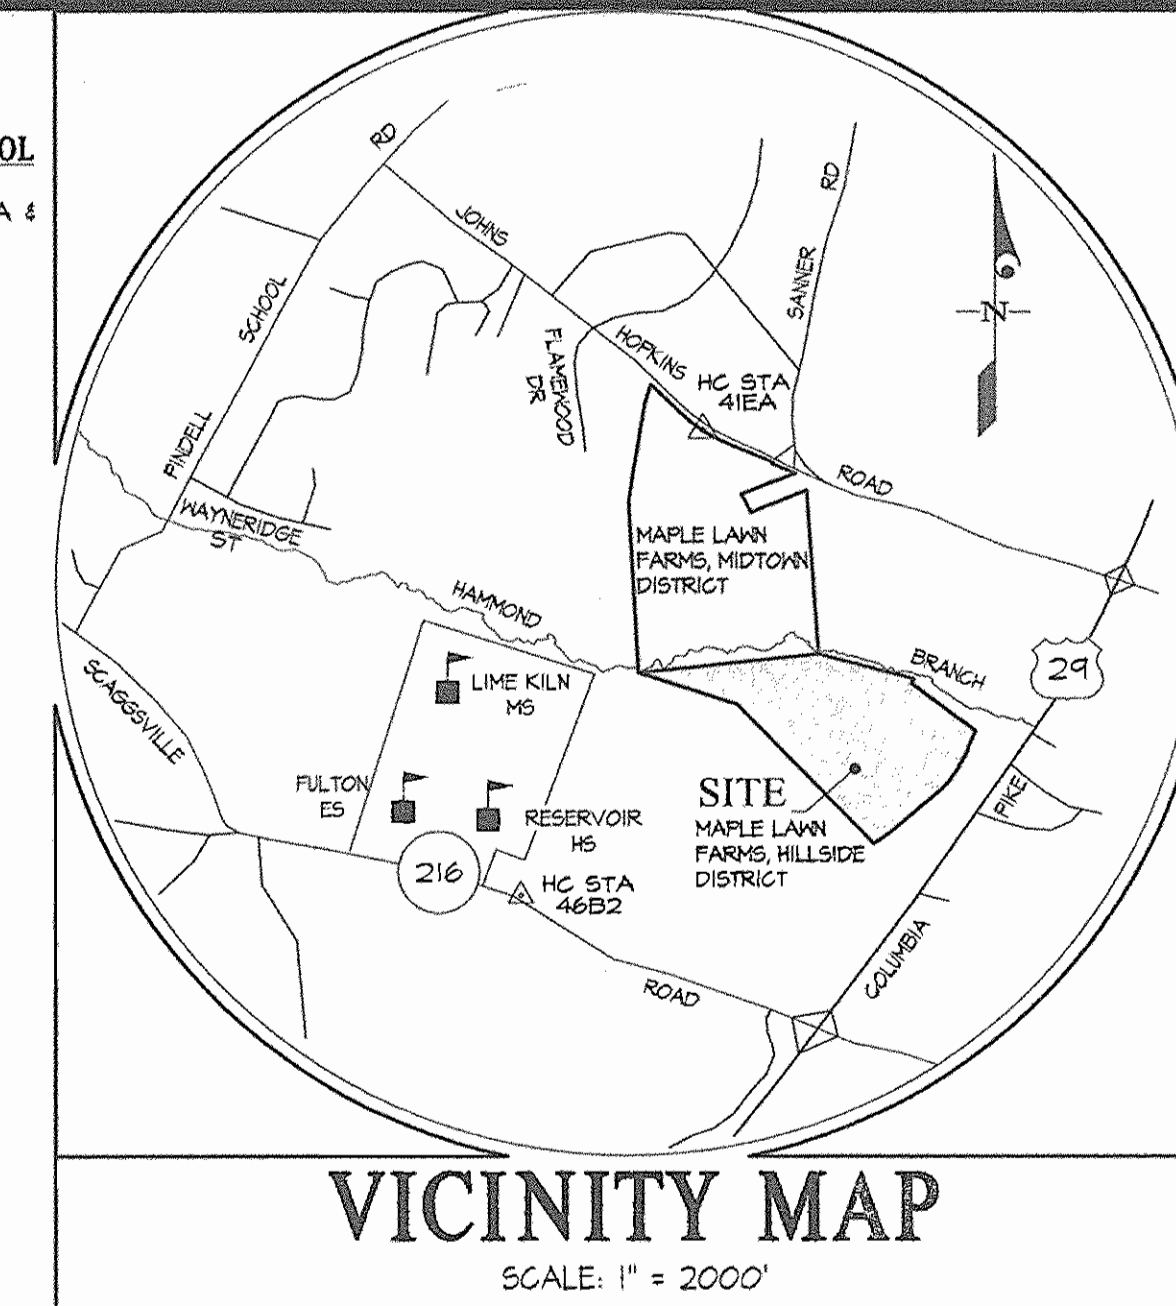 OL
A &
RD
JOHNS
SCHOOL
PINDELL
RD
SANNER
-N-
FLAMEWOOD
DR
HOPKINS
HC STA
41EA
ROAD
WAYNERIDGE
ST
MAPLE LAWN
FARMS, MIDTOWN
DISTRICT
HAMMOND
BRANCH
29
SCAGGSVILLE
LIME KILN
MS
FULTON
ES
RESERVOIR
HS
SITE
MAPLE LAWN
FARMS, HILLSIDE
DISTRICT
PIKE
216
HC STA
46B2
COLUMBIA
ROAD
VICINITY MAP
SCALE: 1" = 2000'